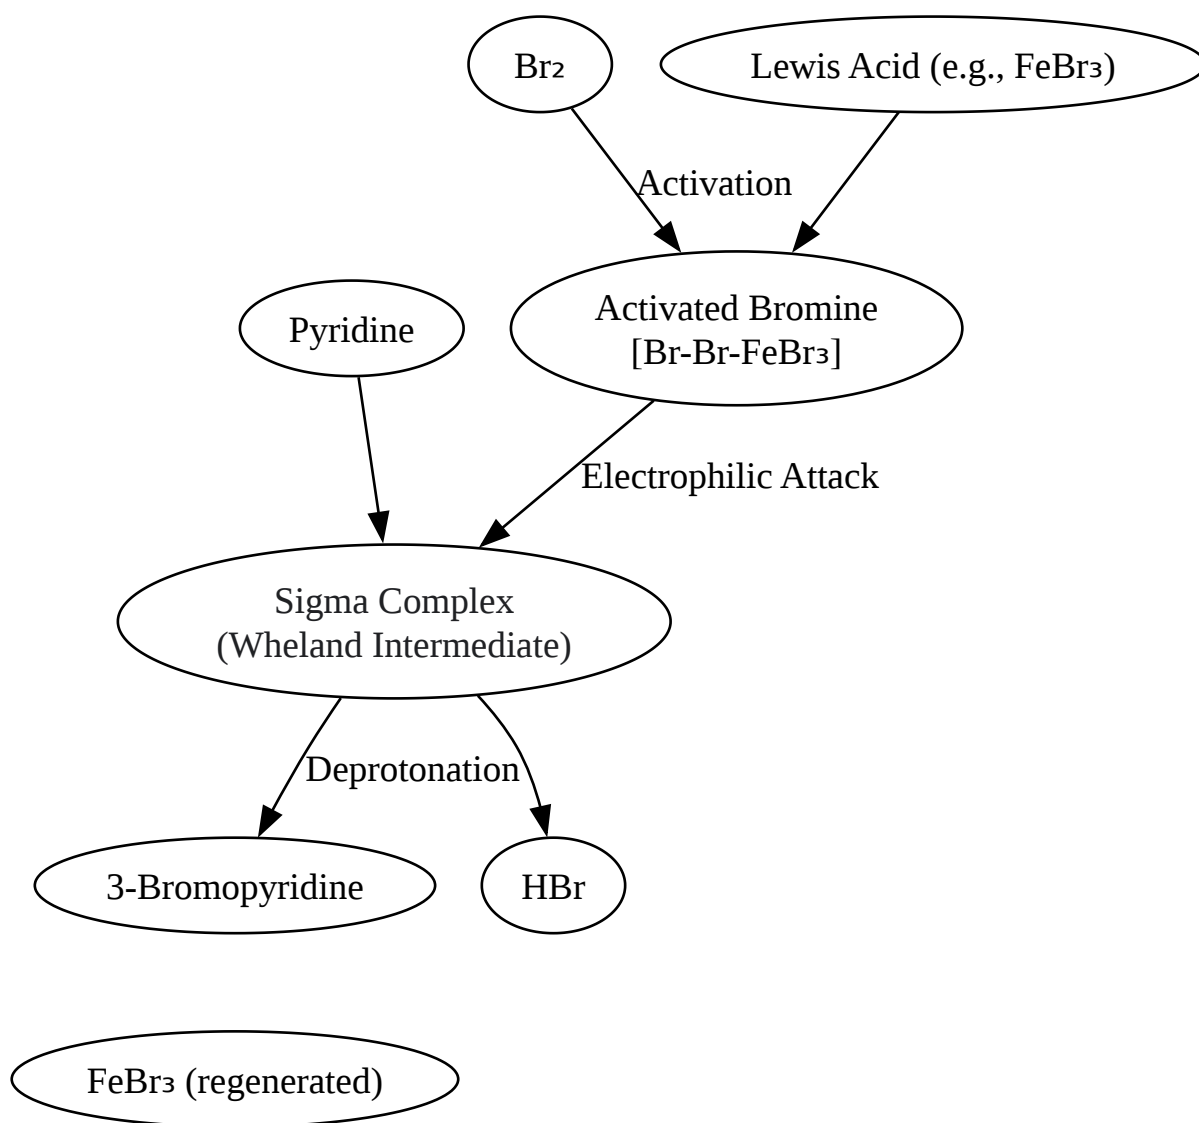 Br₂
Lewis Acid (e.g., FeBr₃)
Activation
Pyridine
Activated Bromine
[Br-Br-FeBr₃]
Electrophilic Attack
Sigma Complex
(Wheland Intermediate)
Deprotonation
3-Bromopyridine
HBr
FeBr₃ (regenerated)